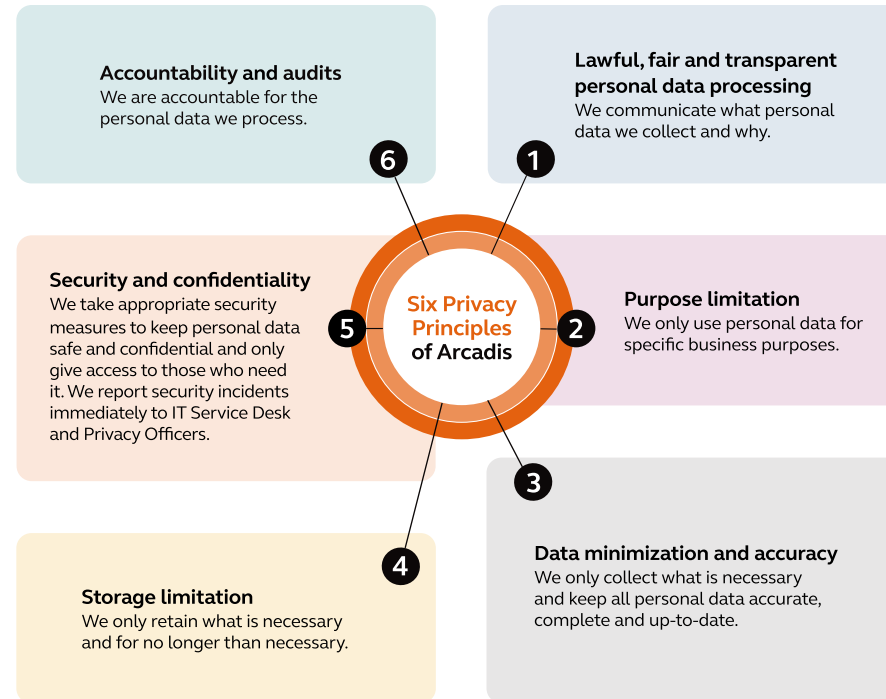 Accountability and audits
We are accountable for the
personal data we process.
6
Lawful, fair and transparent
personal data processing
We communicate what personal
data we collect and why.
1
Security and confidentiality
We take appropriate security
measures to keep personal data
safe and confidential and only
give access to those who need
it. We report security incidents
immediately to IT Service Desk
and Privacy Officers.
5
Six Privacy
Principles
of Arcadis
2
Purpose limitation
We only use personal data for
specific business purposes.
3
Data minimization and accuracy
We only collect what is necessary
and keep all personal data accurate,
complete and up-to-date.
4
Storage limitation
We only retain what is necessary
and for no longer than necessary.